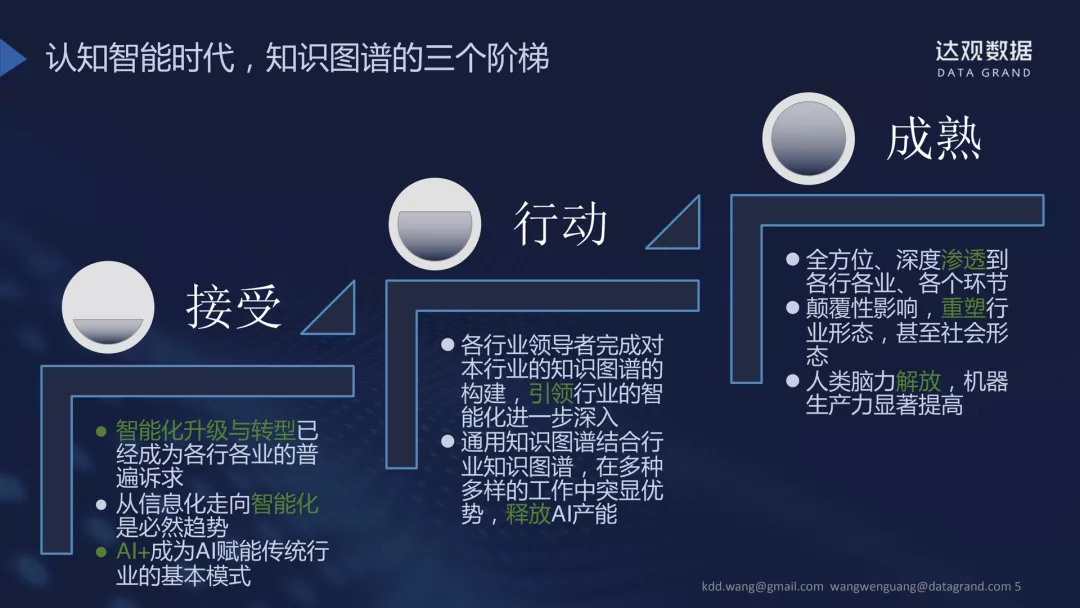 认知智能时代，知识图谱的三个阶梯
达观数据
DATA GRAND
接受
智能化升级与转型已
经成为各行各业的普
遍诉求
从信息化走向智能化
是必然趋势
AI+成为AI赋能传统行
业的基本模式
行动
各行业领导者完成对
本行业的知识图谱的
构建，引领行业的智
能化进一步深入
通用知识图谱结合行
业知识图谱，在多种
多样的工作中突显优
势，释放AI产能
成熟
全方位、深度渗透到
各行各业、各个环节
颠覆性影响，重塑行
业形态，甚至社会形
态
人类脑力解放，机器
生产力显著提高
kdd.wang@gmail.com wangwenguang@datagrand.com 5